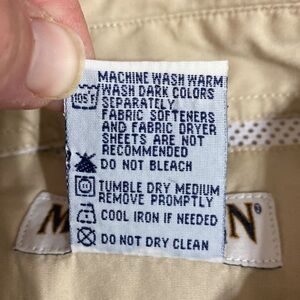 MACHINE WASH WARM
105 F
WASH DARK COLORS
SEPARATELY
FABRIC SOFTENERS
AND FABRIC DRYER
SHEETS ARE NOT
RECOMMENDED
DO NOT BLEACH
TUMBLE DRY MEDIUM
REMOVE PROMPTLY
COOL IRON IF NEEDED
DO NOT DRY CLEAN